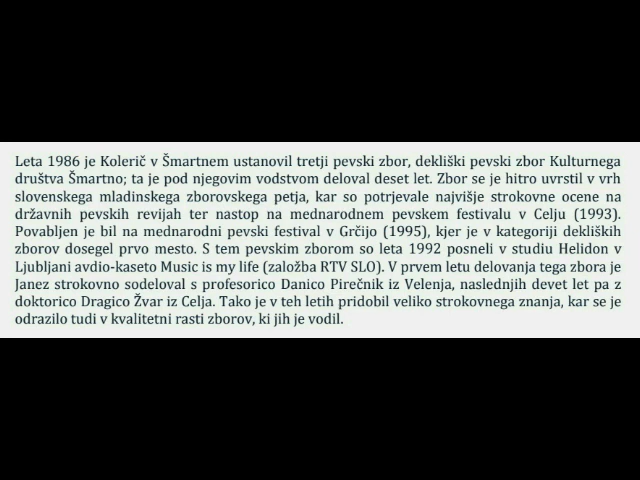 Leta 1986 je Kolerič v Šmartnem ustanovil tretji pevski zbor, dekliški pevski zbor Kulturnega
društva Šmartno; ta je pod njegovim vodstvom deloval deset let. Zbor se je hitro uvrstil v vrh
slovenskega mladinskega zborovskega petja, kar so potrjevale najvišje strokovne ocene na
državnih pevskih revijah ter nastop na mednarodnem pevskem festivalu v Celju (1993).
Povabljen je bil na mednarodni pevski festival v Grčijo (1995), kjer je v kategoriji dekliških
zborov dosegel prvo mesto. S tem pevskim zborom so leta 1992 posneli v studiu Helidon v
Ljubljani avdio-kaseto Music is my life (založba RTV SLO). V prvem letu delovanja tega zbora je
Janez strokovno sodeloval s profesorico Danico Pirečnik iz Velenja, naslednjih devet let pa z
doktorico Dragico Žvar iz Celja. Tako je v teh letih pridobil veliko strokovnega znanja, kar se je
odrazilo tudi v kvalitetni rasti zborov, ki jih je vodil.